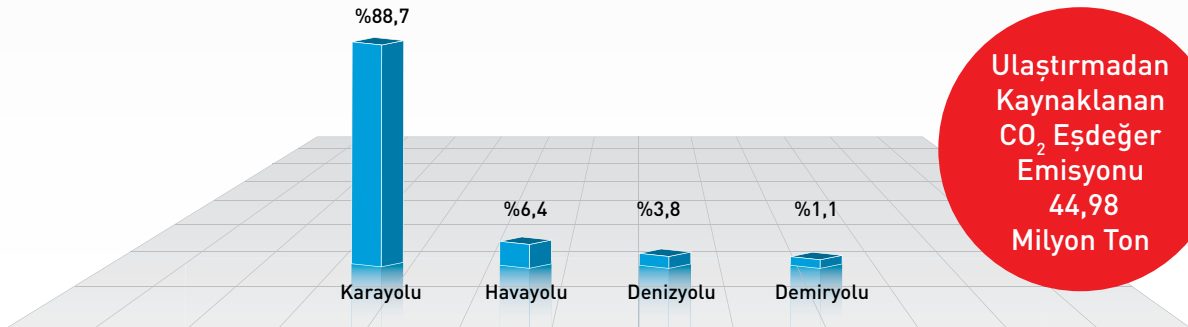 %88,7
%6,4
%3,8
%1,1
Karayolu
Havayolu
Denizyolu
Demiryolu
Ulaştırmadan
Kaynaklanan
CO₂ Eşdeğer
Emisyonu
44,98
Milyon Ton